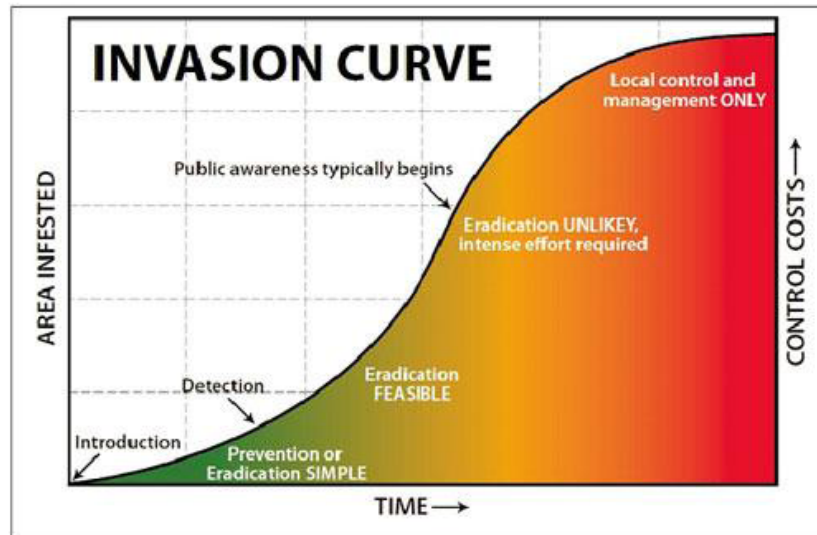 INVASION CURVE
Local control and
management ONLY
Public awareness typically begins
Eradication UNLIKEY,
intense effort required
Eradication
FEASIBLE
Detection
Introduction
Prevention or
Eradication SIMPLE
AREA INFESTED
CONTROL COSTS→
TIME→